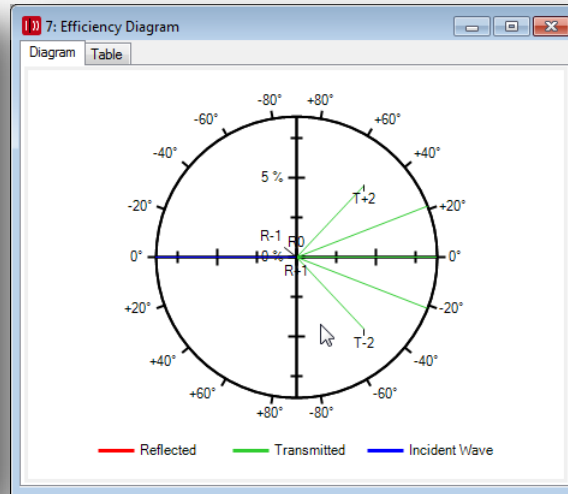 7: Efficiency Diagram
Diagram Table
-80° +80°
-60° +60°
-40° +40°
5 %
T+2
-20° +20°
R-1 R0
0° 0 % 0°
R+1
+20° -20°
T-2
+40° -40°
+60° -60°
+80° -80°
Reflected Transmitted Incident Wave